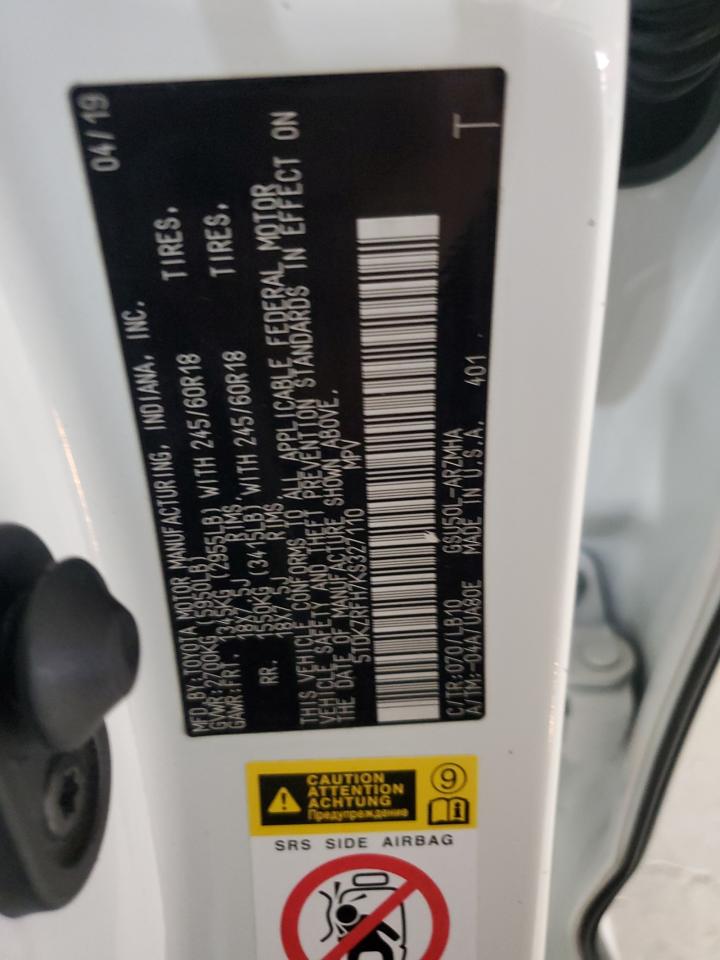 MFD.BY:TOYOTA MOTOR MANUFACTURING, INDIANA, INC. 04/19
GVWR:2700KG (5950LB)
GAWR:FRT. 1345KG (2955LB) WITH 245/60R18 TIRES,
18X7.5J RIMS,
RR. 1550KG (3415LB) WITH 245/60R18 TIRES,
18X7.5J RIMS
THIS VEHICLE CONFORMS TO ALL APPLICABLE FEDERAL MOTOR
VEHICLE SAFETY AND THEFT PREVENTION STANDARDS IN EFFECT ON
THE DATE OF MANUFACTURE SHOWN ABOVE.
5TDKZRFH7KS327110 MPV
T
C/TR:070/LB10 GSU50L-ARZMHA
A/TM:-04A/UA80E MADE IN U.S.A. 401
CAUTION
ATTENTION
ACHTUNG
Предупреждение
9
i
SRS SIDE AIRBAG